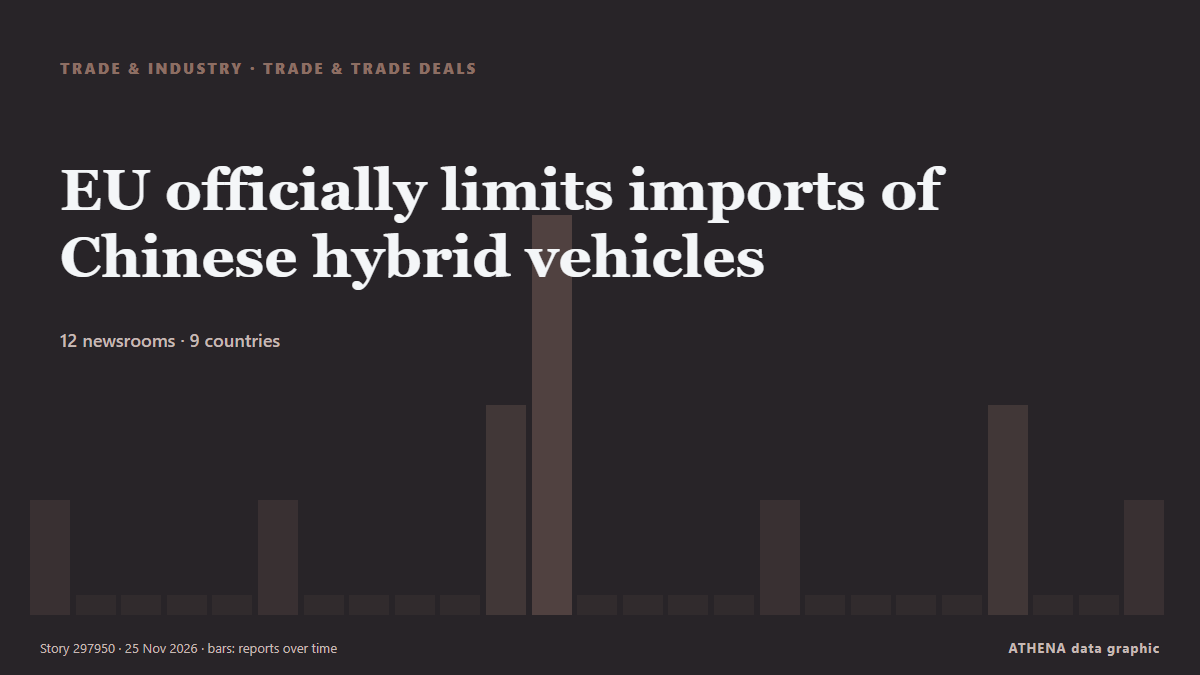 TRADE & INDUSTRY · TRADE & TRADE DEALS
EU officially limits imports of
Chinese hybrid vehicles
12 newsrooms · 9 countries
Story 297950 · 25 Nov 2026 · bars: reports over time
ATHENA data graphic